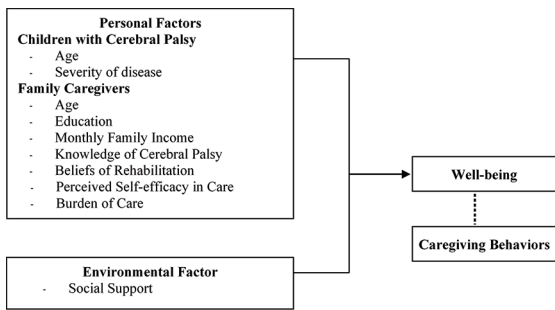 Personal Factors
Children with Cerebral Palsy
- Age
- Severity of disease
Family Caregivers
- Age
- Education
- Monthly Family Income
- Knowledge of Cerebral Palsy
- Beliefs of Rehabilitation
- Perceived Self-efficacy in Care
- Burden of Care
Well-being
Caregiving Behaviors
Environmental Factor
- Social Support